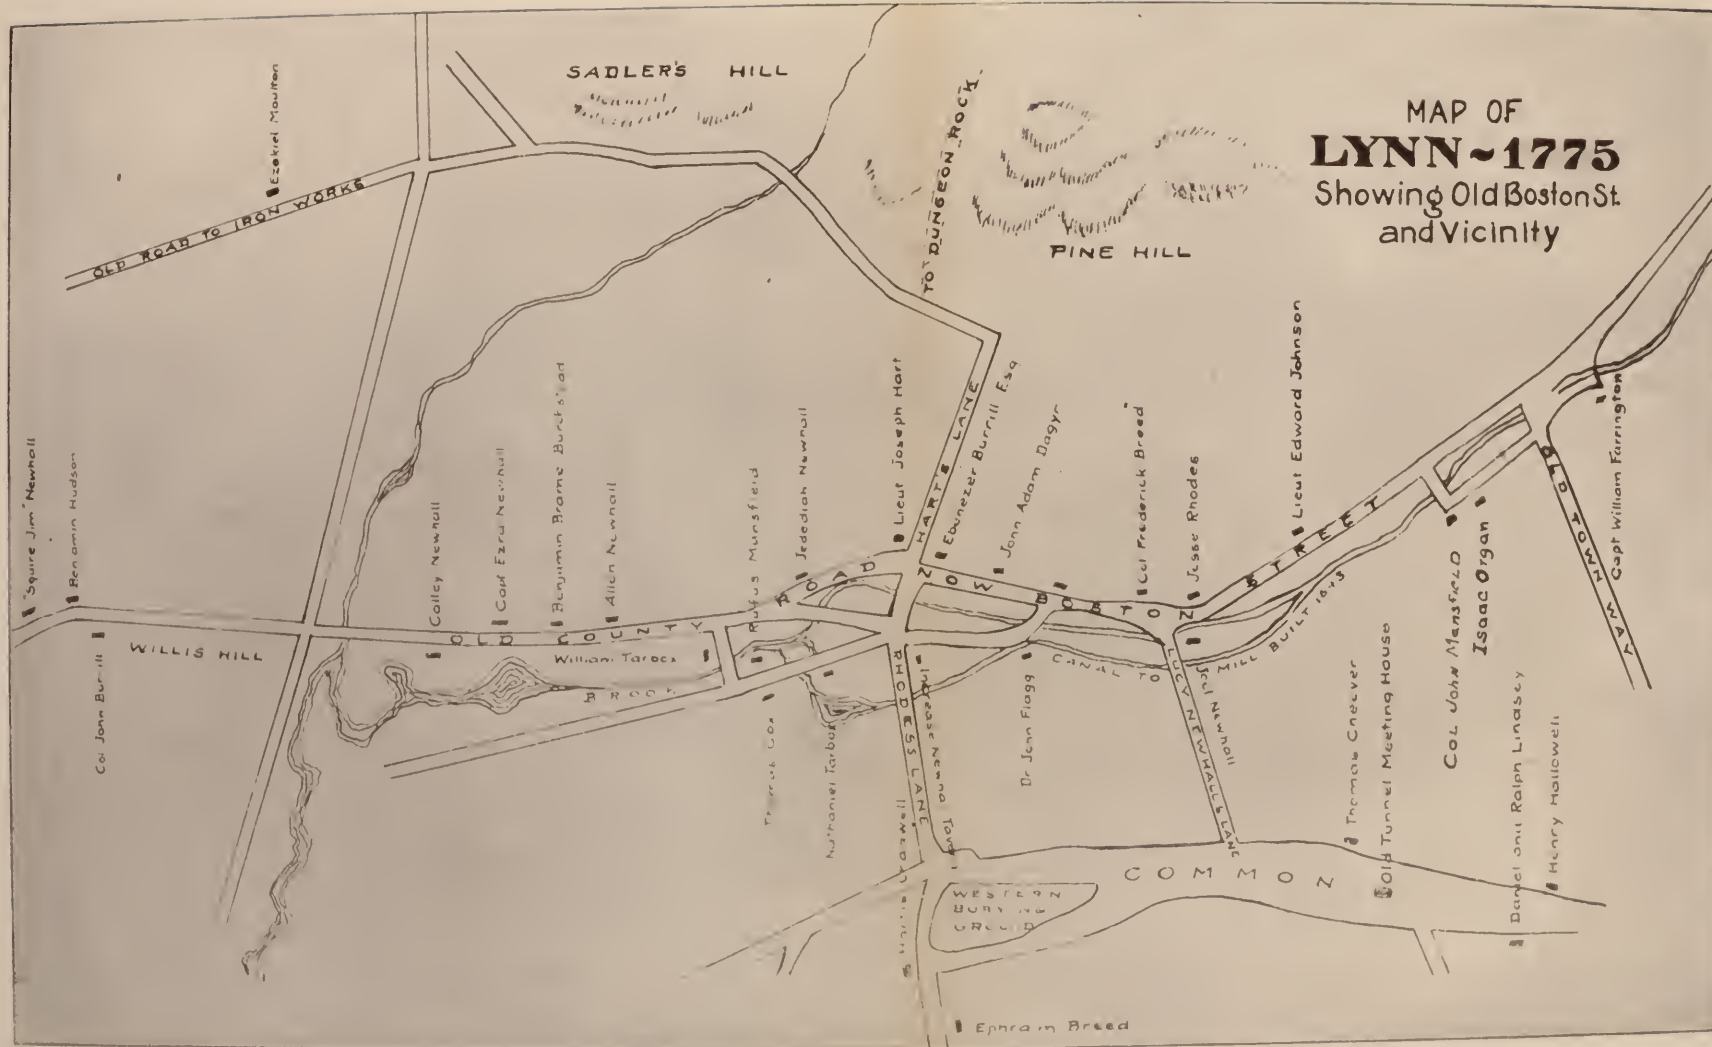 MAP OF
LYNN~1775
Showing Old Boston St.
and Vicinity
SADLER'S HILL
PINE HILL
TO DUNGEON ROCK
Ezekiel Moulton
OLD ROAD TO IRON WORKS
"Squire Jim" Newhall
Benjamin Hudson
Col John Burrill
WILLIS HILL
Calley Newhall
Capt Ezra Newhall
Benjamin Brame Burchstead
Allen Newhall
Rufus Mansfield
Jedediah Newhall
Lieut Joseph Hart
HARTS LANE
Ebenezer Burrill Esq
John Adam Dagyr
Col Frederick Breed
Jesse Rhodes
Lieut Edward Johnson
OLD COUNTY ROAD NOW BOSTON STREET
William
BROOK
Nathaniel
RHODES'S LANE
Increase Newhall
Dr John Flagg
CANAL TO MILL BUILT 1643
LUCY NEWHALLS LANE
Joel Newhall
Thomas Cheever
Old Tunnel Meeting House
COL JOHN MANSFIELD
Isaac Organ
Daniel and Ralph Lindsey
Henry Hallowell
OLD TOWN WAY
Capt William Farrington
COMMON
WESTERN
BURYING
GROUND
Ephraim Breed